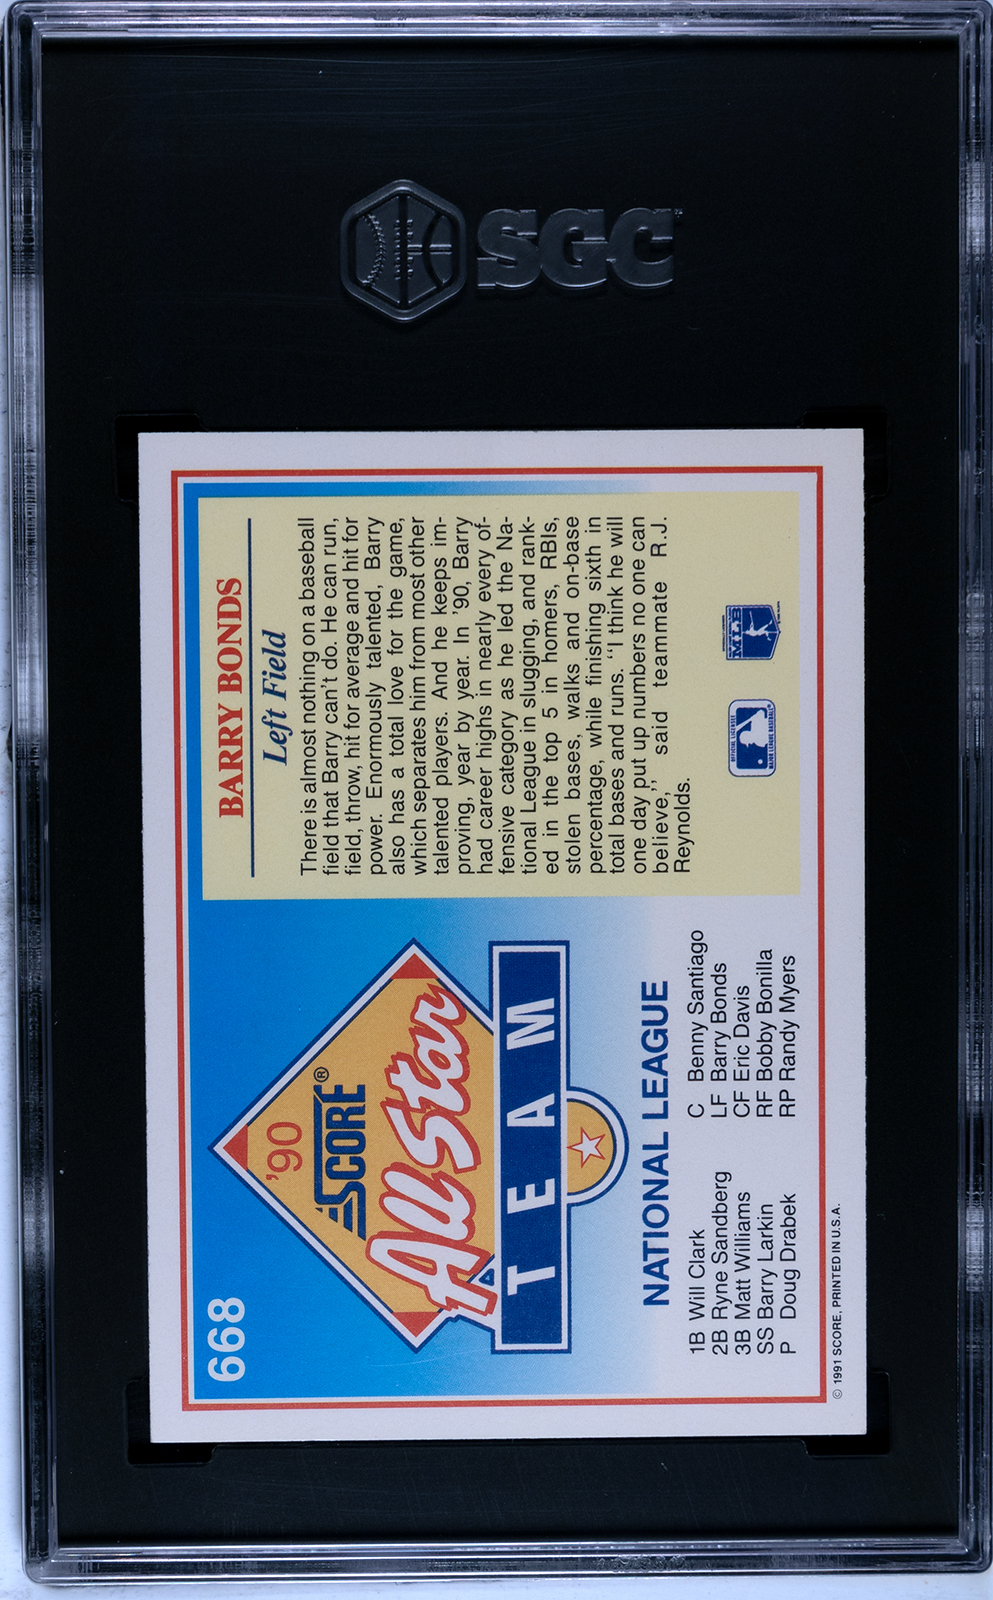 SGC
668
'90
SCORE®
All Star
TEAM
NATIONAL LEAGUE
1B Will Clark
2B Ryne Sandberg
3B Matt Williams
SS Barry Larkin
P Doug Drabek
C Benny Santiago
LF Barry Bonds
CF Eric Davis
RF Bobby Bonilla
RP Randy Myers
© 1991 SCORE, PRINTED IN U.S.A.
BARRY BONDS
Left Field
There is almost nothing on a baseball
field that Barry can't do. He can run,
field, throw, hit for average and hit for
power. Enormously talented, Barry
also has a total love for the game,
which separates him from most other
talented players. And he keeps im-
proving, year by year. In '90, Barry
had career highs in nearly every of-
fensive category as he led the Na-
tional League in slugging, and rank-
ed in the top 5 in homers, RBIs,
stolen bases, walks and on-base
percentage, while finishing sixth in
total bases and runs. "I think he will
one day put up numbers no one can
believe," said teammate R.J.
Reynolds.
OFFICIAL LICENSEE
MAJOR LEAGUE BASEBALL
MLB